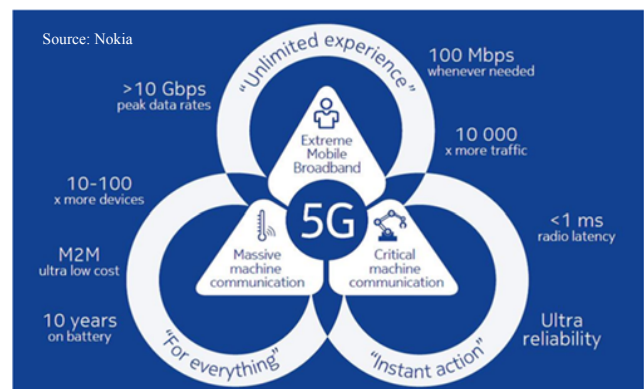 Source: Nokia
"Unlimited experience"
100 Mbps
whenever needed
>10 Gbps
peak data rates
Extreme
Mobile
Broadband
10 000
x more traffic
10-100
x more devices
5G
<1 ms
radio latency
M2M
ultra low cost
Massive
machine
communication
Critical
machine
communication
10 years
on battery
Ultra
reliability
"For everything"
"Instant action"